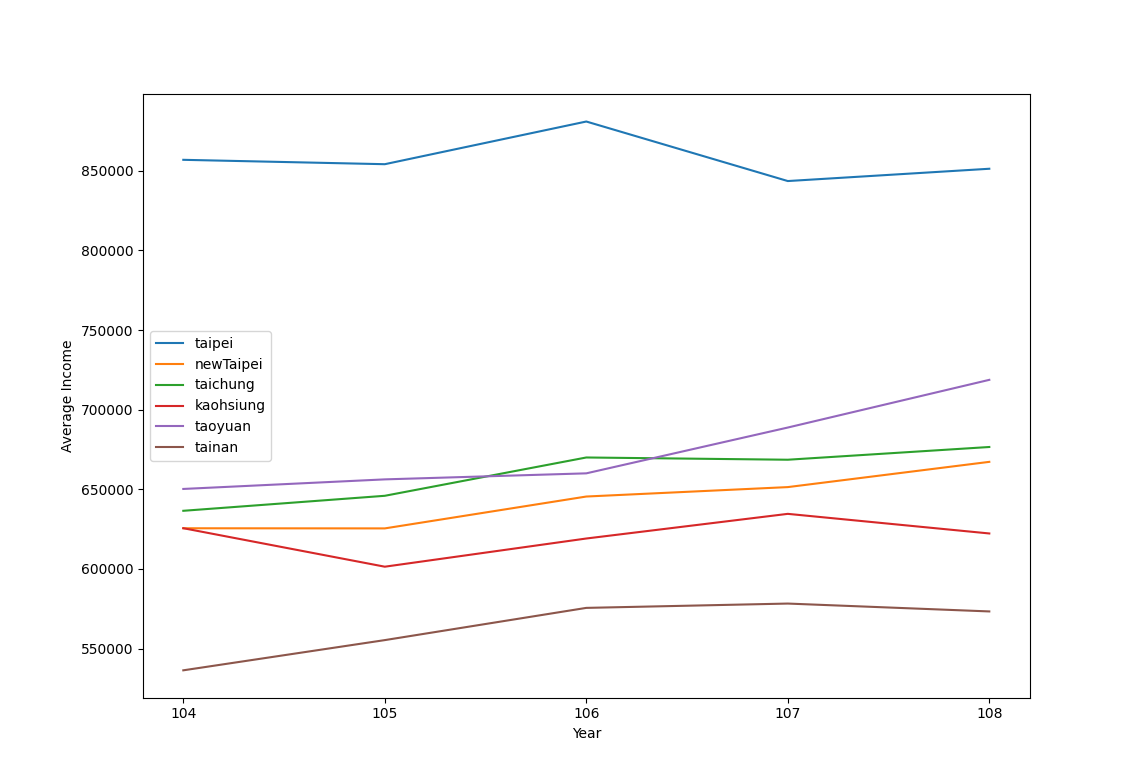 850000
800000
750000
700000
650000
600000
550000
Average Income
taipei
newTaipei
taichung
kaohsiung
taoyuan
tainan
104 105 106 107 108
Year